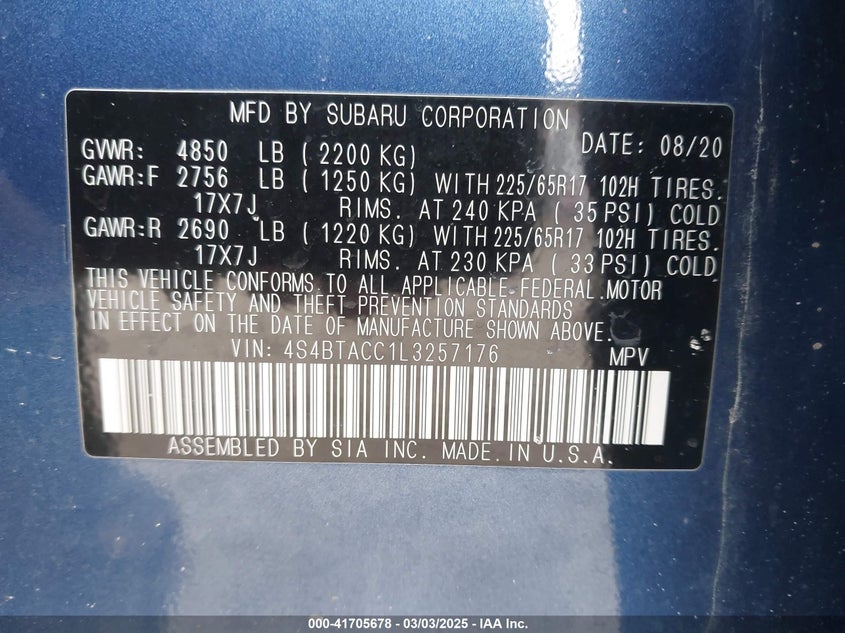 MFD BY SUBARU CORPORATION
DATE: 08/20
GVWR: 4850 LB ( 2200 KG)
GAWR:F 2756 LB ( 1250 KG) WITH 225/65R17 102H TIRES.
17X7J RIMS. AT 240 KPA ( 35 PSI) COLD
GAWR:R 2690 LB ( 1220 KG) WITH 225/65R17 102H TIRES.
17X7J RIMS. AT 230 KPA ( 33 PSI) COLD
THIS VEHICLE CONFORMS TO ALL APPLICABLE FEDERAL MOTOR
VEHICLE SAFETY AND THEFT PREVENTION STANDARDS
IN EFFECT ON THE DATE OF MANUFACTURE SHOWN ABOVE.
VIN: 4S4BTACC1L3257176 MPV
ASSEMBLED BY SIA INC. MADE IN U.S.A.
000-41705678 | 03/03/2025 | IAA Inc.